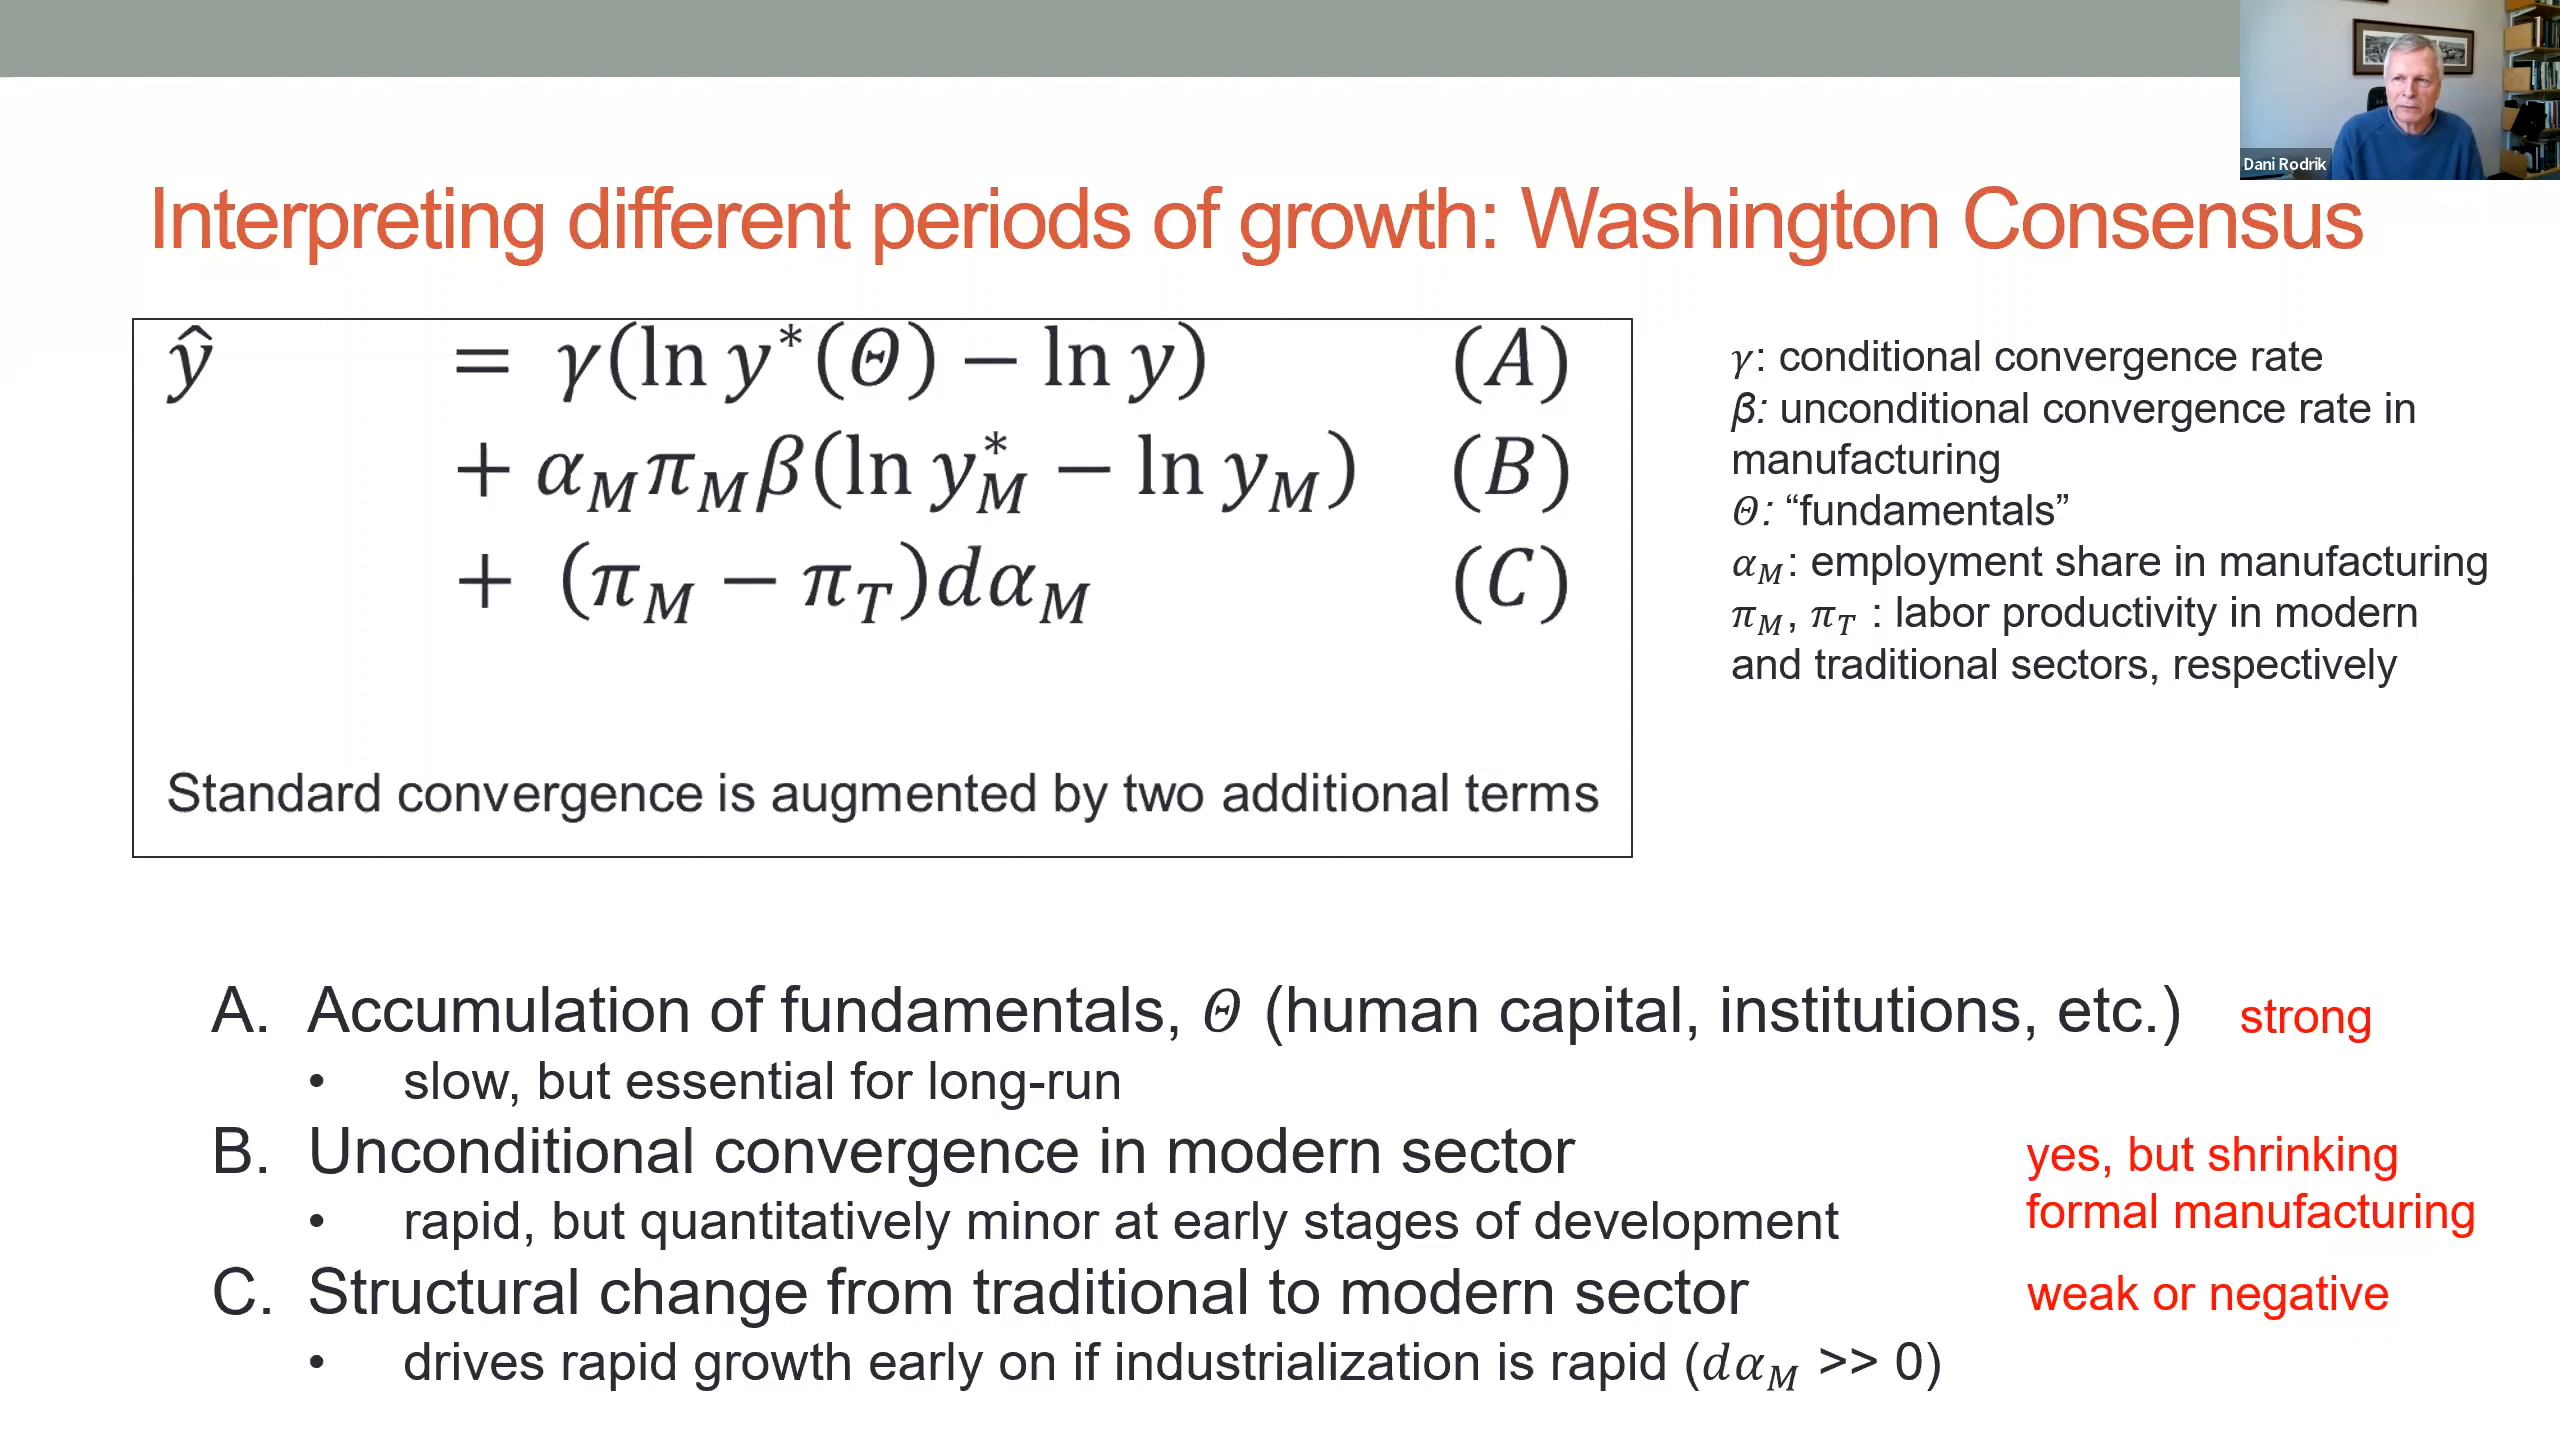 Dani Rodrik
Interpreting different periods of growth: Washington Consensus
ŷ = γ(ln y*(Θ) − ln y) (A)
+ α_M π_M β(ln y*_M − ln y_M) (B)
+ (π_M − π_T)dα_M (C)
Standard convergence is augmented by two additional terms
γ: conditional convergence rate
β: unconditional convergence rate in
manufacturing
Θ: “fundamentals”
α_M: employment share in manufacturing
π_M, π_T : labor productivity in modern
and traditional sectors, respectively
A. Accumulation of fundamentals, Θ (human capital, institutions, etc.) strong
• slow, but essential for long-run
B. Unconditional convergence in modern sector
yes, but shrinking
formal manufacturing
• rapid, but quantitatively minor at early stages of development
C. Structural change from traditional to modern sector weak or negative
• drives rapid growth early on if industrialization is rapid (dα_M >> 0)